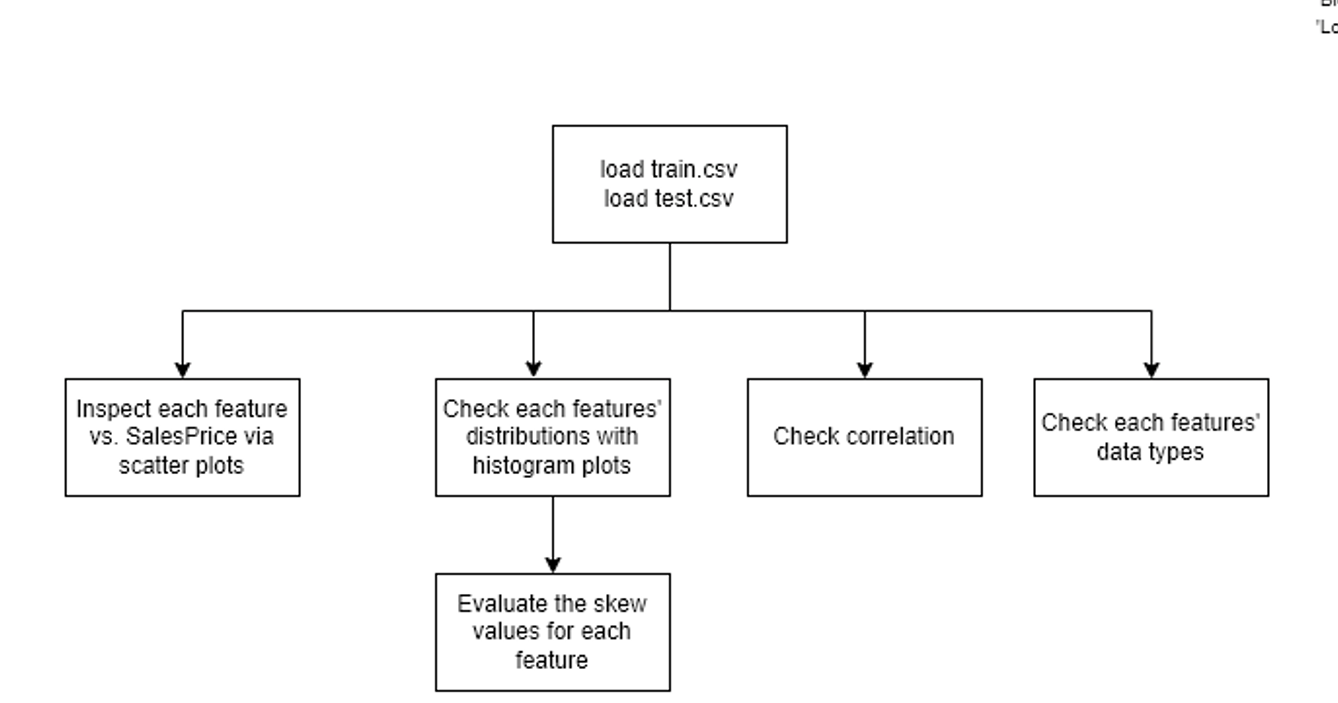 'Lo
load train.csv
load test.csv
Inspect each feature
vs. SalesPrice via
scatter plots
Check each features'
distributions with
histogram plots
Check correlation
Check each features'
data types
Evaluate the skew
values for each
feature